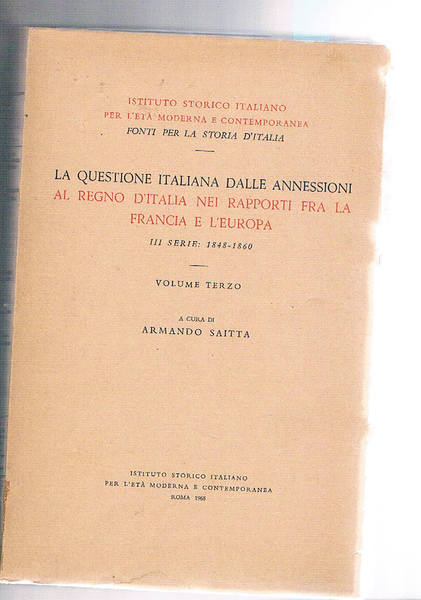 ISTITUTO STORICO ITALIANO
PER L'ETÀ MODERNA E CONTEMPORANEA
FONTI PER LA STORIA D'ITALIA
LA QUESTIONE ITALIANA DALLE ANNESSIONI
AL REGNO D'ITALIA NEI RAPPORTI FRA LA
FRANCIA E L'EUROPA
III SERIE: 1848-1860
VOLUME TERZO
A CURA DI
ARMANDO SAITTA
ISTITUTO STORICO ITALIANO
PER L'ETÀ MODERNA E CONTEMPORANEA
ROMA 1968